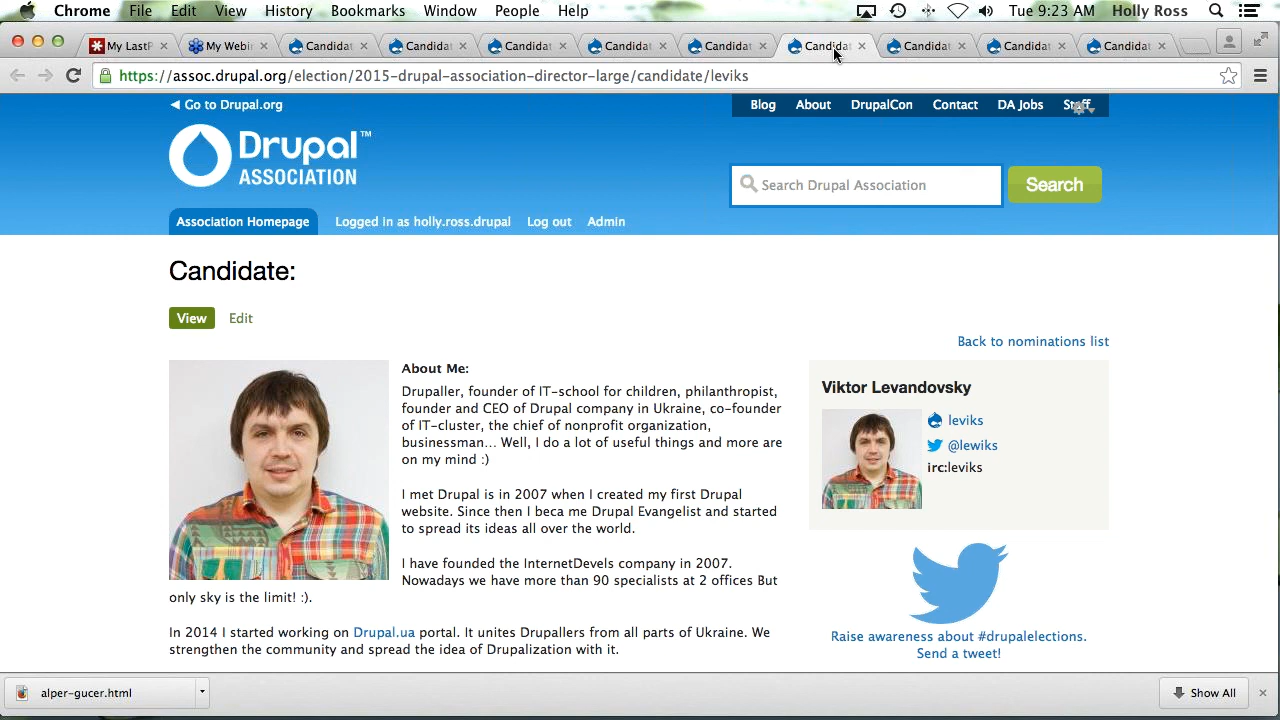 Chrome File Edit View History Bookmarks Window People Help Tue 9:23 AM Holly Ross
My LastP My Webin Candidat Candidat Candidat Candidat Candidat Candidat Candidat Candidat Candidat
https://assoc.drupal.org/election/2015-drupal-association-director-large/candidate/leviks
Go to Drupal.org
Blog About DrupalCon Contact DA Jobs Staff
Drupal™
ASSOCIATION
Search Drupal Association Search
Association Homepage Logged in as holly.ross.drupal Log out Admin
Candidate:
View Edit
Back to nominations list
About Me:
Drupaller, founder of IT-school for children, philanthropist,
founder and CEO of Drupal company in Ukraine, co-founder
of IT-cluster, the chief of nonprofit organization,
businessman... Well, I do a lot of useful things and more are
on my mind :)
I met Drupal is in 2007 when I created my first Drupal
website. Since then I beca me Drupal Evangelist and started
to spread its ideas all over the world.
I have founded the InternetDevels company in 2007.
Nowadays we have more than 90 specialists at 2 offices But
only sky is the limit! :).
In 2014 I started working on Drupal.ua portal. It unites Drupallers from all parts of Ukraine. We
strengthen the community and spread the idea of Drupalization with it.
Viktor Levandovsky
leviks
@lewiks
irc:leviks
Raise awareness about #drupalelections.
Send a tweet!
alper-gucer.html Show All